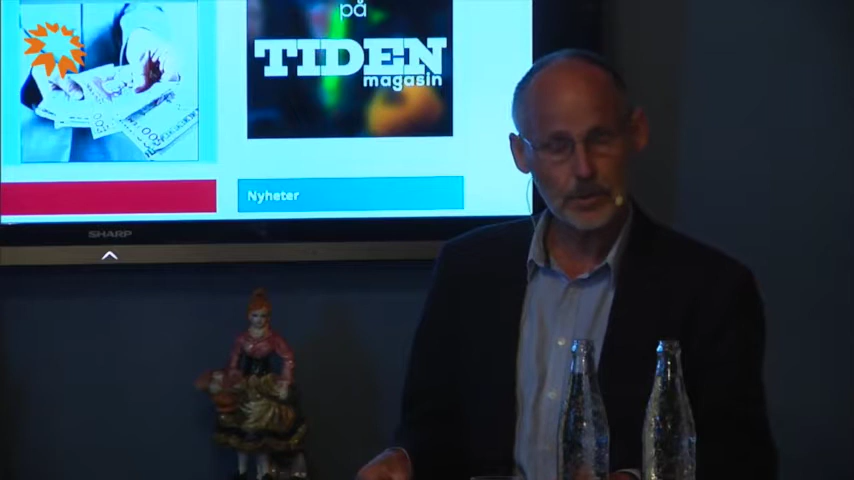 på
TIDEN
magasin
Nyheter
SHARP